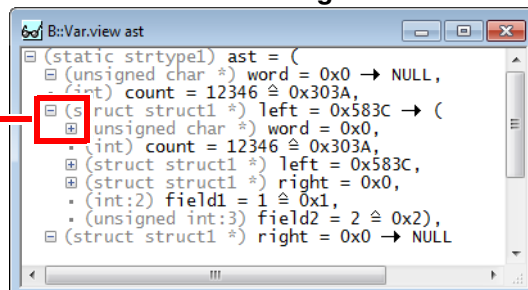 B::Var.view ast
(static strtype1) ast = (
(unsigned char *) word = 0x0 → NULL,
(int) count = 12346 ≙ 0x303A,
(struct struct1 *) left = 0x583C → (
(unsigned char *) word = 0x0,
(int) count = 12346 ≙ 0x303A,
(struct struct1 *) left = 0x583C,
(struct struct1 *) right = 0x0,
(int:2) field1 = 1 ≙ 0x1,
(unsigned int:3) field2 = 2 ≙ 0x2),
(struct struct1 *) right = 0x0 → NULL